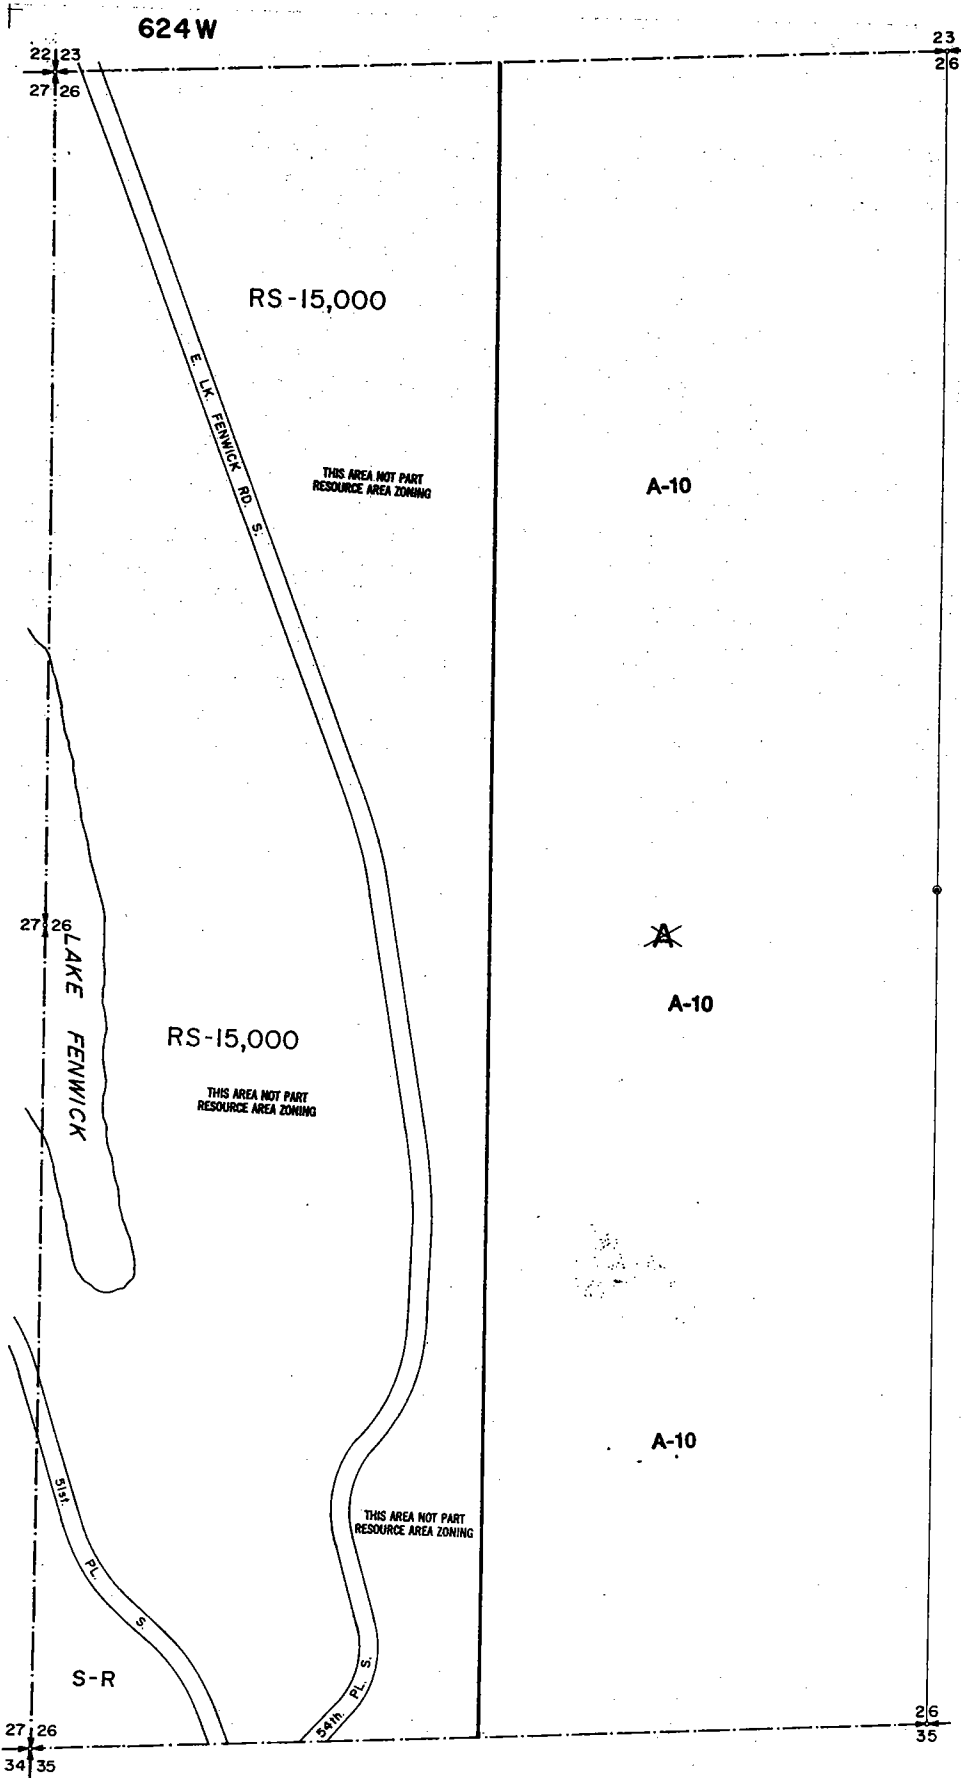 624 W
22 23
27 26
23
26
RS-15,000
E. LK. FENWICK RD. S.
THIS AREA NOT PART
RESOURCE AREA ZONING
A-10
27 26
LAKE FENWICK
A
A-10
RS-15,000
THIS AREA NOT PART
RESOURCE AREA ZONING
A-10
51st. PL. S.
THIS AREA NOT PART
RESOURCE AREA ZONING
54th. PL. S.
S-R
27 26
34 35
26
35